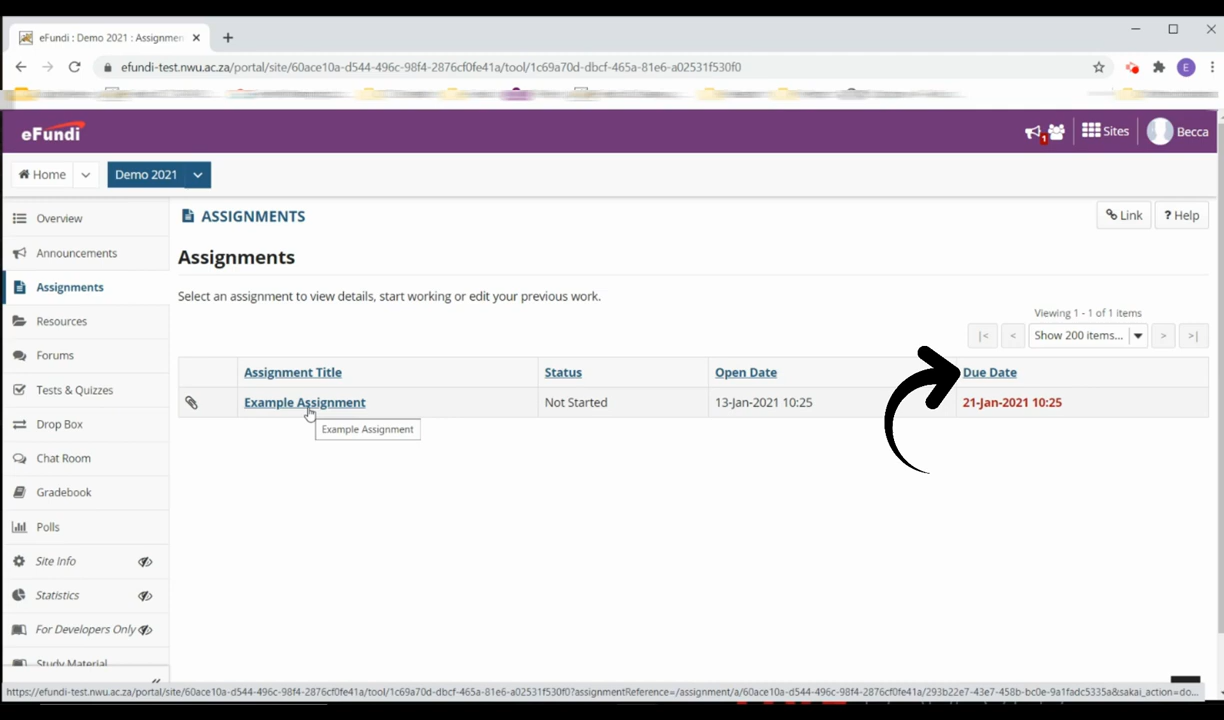 eFundi : Demo 2021 : Assignmen
efundi-test.nwu.ac.za/portal/site/60ace10a-d544-496c-98f4-2876cf0fe41a/tool/1c69a70d-dbcf-465a-81e6-a02531f530f0
E
eFundi
1
Sites
Becca
Home
Demo 2021
Overview
ASSIGNMENTS
Link
? Help
Announcements
Assignments
Assignments
Select an assignment to view details, start working or edit your previous work.
Resources
Viewing 1 - 1 of 1 items
|< < Show 200 items... > >|
Forums
Assignment Title Status Open Date Due Date
Tests & Quizzes
Example Assignment Not Started 13-Jan-2021 10:25 21-Jan-2021 10:25
Drop Box
Example Assignment
Chat Room
Gradebook
Polls
Site Info
Statistics
For Developers Only
Study Material
https://efundi-test.nwu.ac.za/portal/site/60ace10a-d544-496c-98f4-2876cf0fe41a/tool/1c69a70d-dbcf-465a-81e6-a02531f530f0?assignmentReference=/assignment/a/60ace10a-d544-496c-98f4-2876cf0fe41a/293b22e7-43e7-458b-bc0e-9a1fadc5335a&sakai_action=do...